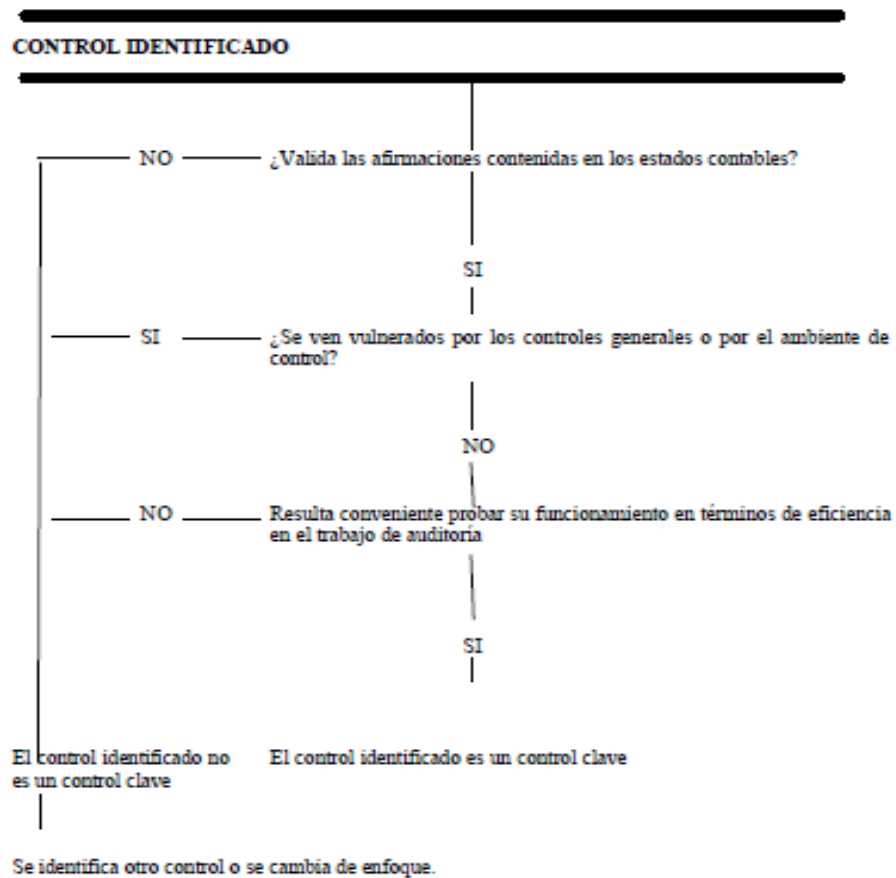 CONTROL IDENTIFICADO
NO ¿Valida las afirmaciones contenidas en los estados contables?
SI
SI ¿Se ven vulnerados por los controles generales o por el ambiente de
control?
NO
NO Resulta conveniente probar su funcionamiento en términos de eficiencia
en el trabajo de auditoría
SI
El control identificado no
es un control clave
El control identificado es un control clave
Se identifica otro control o se cambia de enfoque.